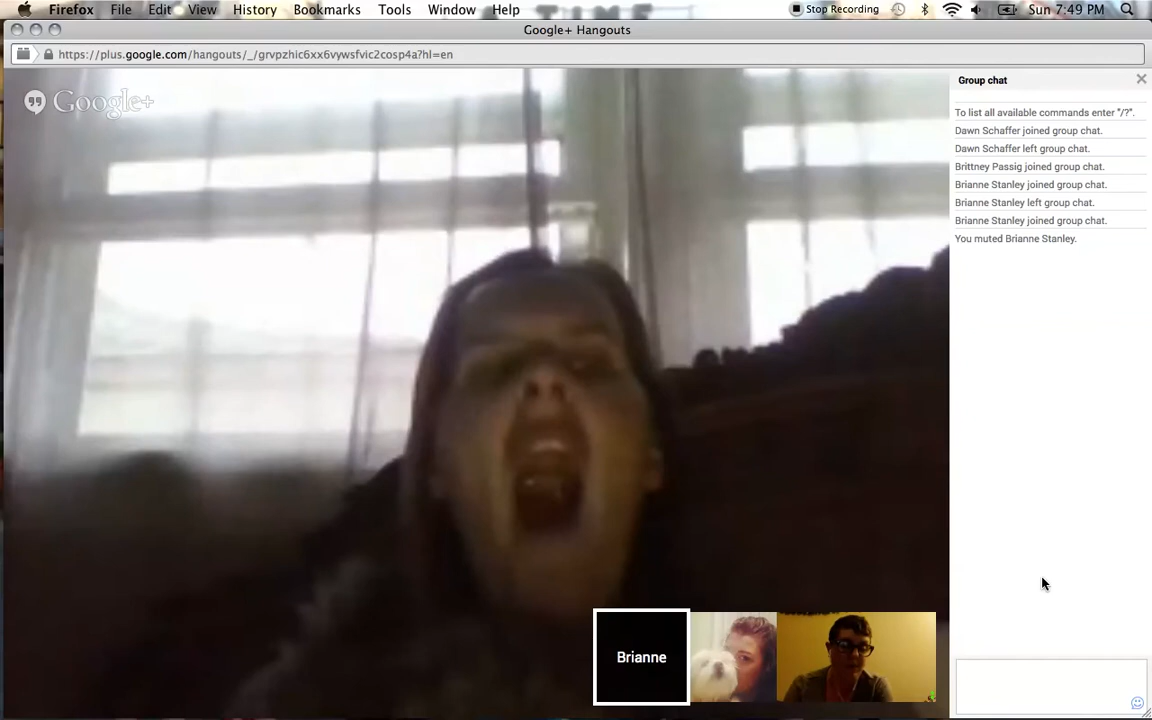 Firefox File Edit View History Bookmarks Tools Window Help Stop Recording Sun 7:49 PM
TIME
Google+ Hangouts
https://plus.google.com/hangouts/_/grvpzhic6xx6vywsfvic2cosp4a?hl=en
Google+
Group chat
To list all available commands enter "/?".
Dawn Schaffer joined group chat.
Dawn Schaffer left group chat.
Brittney Passig joined group chat.
Brianne Stanley joined group chat.
Brianne Stanley left group chat.
Brianne Stanley joined group chat.
You muted Brianne Stanley.
Brianne